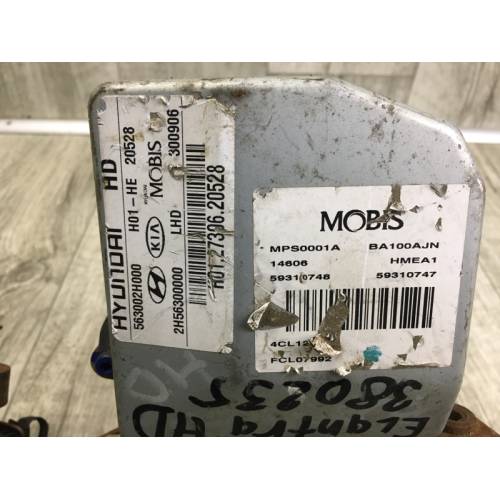 HYUNDAI HD
563002H000 H01-HE 20528
KIA MOBIS 300906
2H56300000 LHD
H01-27306.20528
MOBIS
MPS0001A BA100AJN
14606 HMEA1
59310748 59310747
4CL12
FCL07992
ELANTRA HD
380235